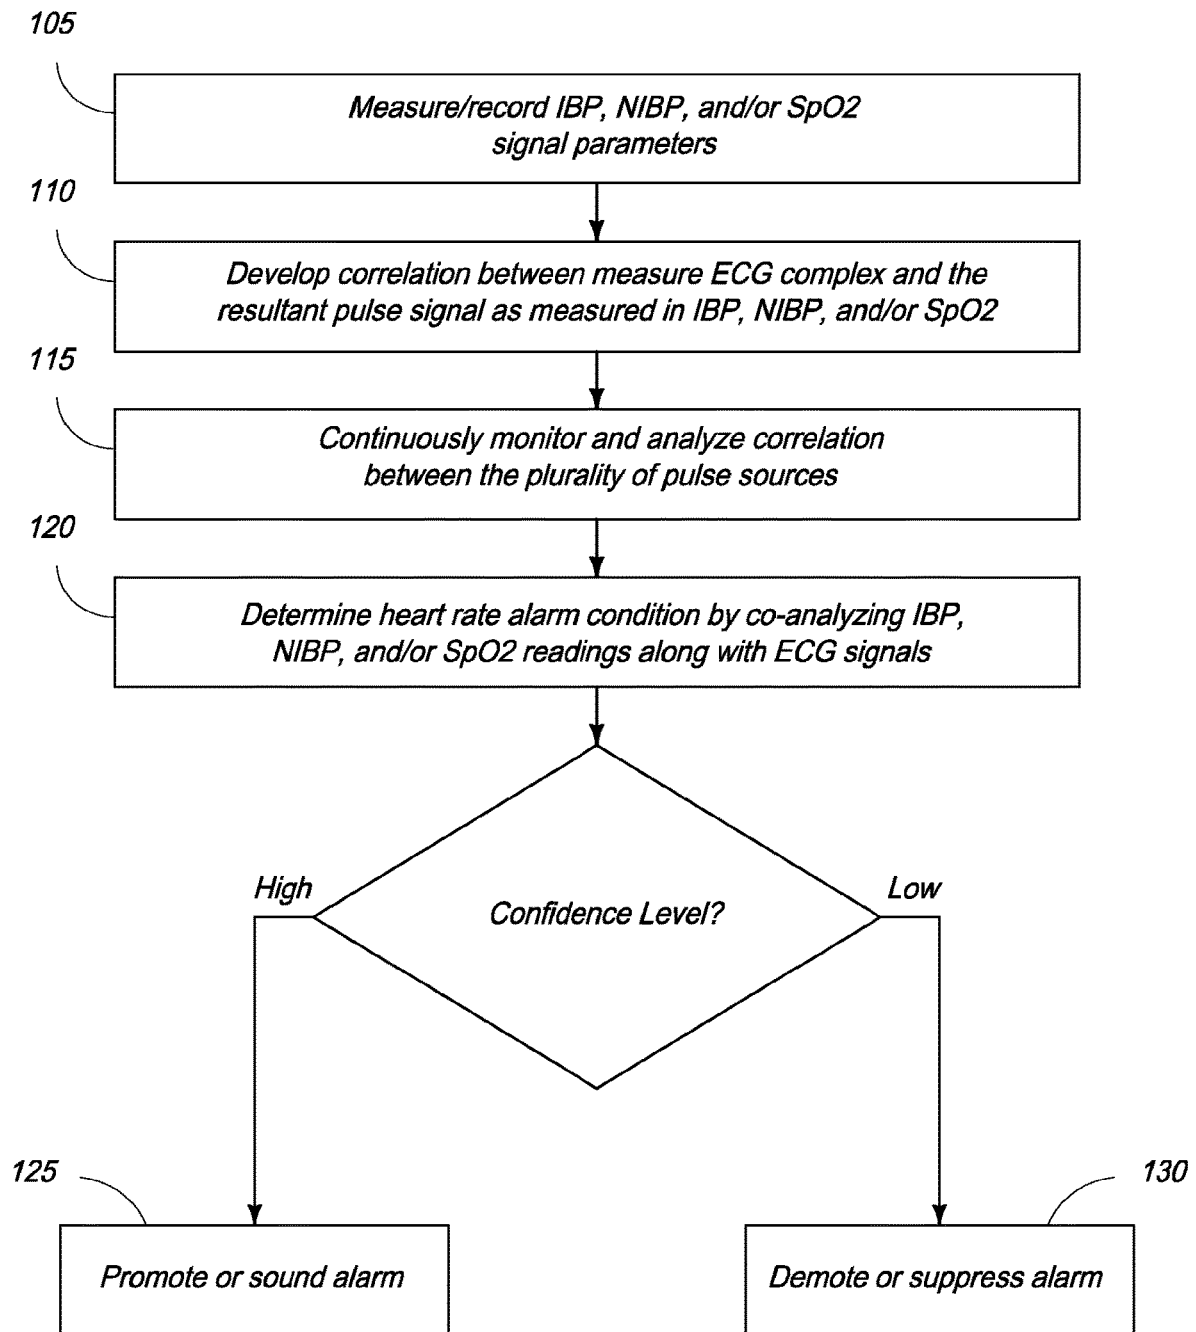 105
Measure/record IBP, NIBP, and/or SpO2
signal parameters
110
Develop correlation between measure ECG complex and the
resultant pulse signal as measured in IBP, NIBP, and/or SpO2
115
Continuously monitor and analyze correlation
between the plurality of pulse sources
120
Determine heart rate alarm condition by co-analyzing IBP,
NIBP, and/or SpO2 readings along with ECG signals
High
Low
Confidence Level?
125
130
Promote or sound alarm
Demote or suppress alarm